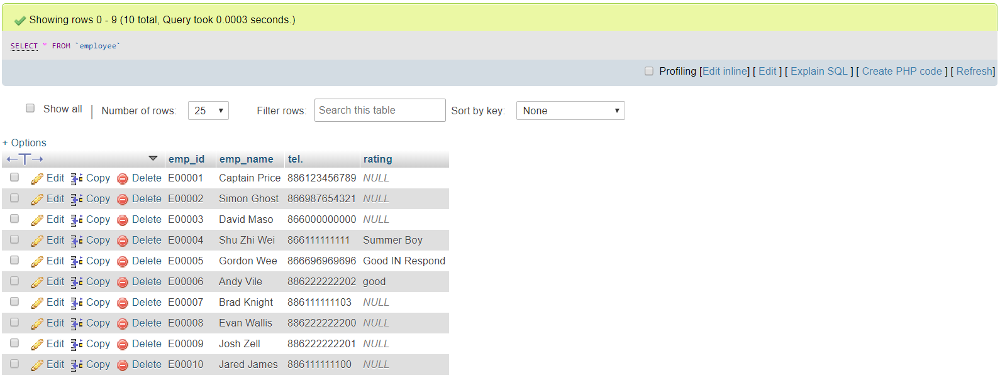 Showing rows 0 - 9 (10 total, Query took 0.0003 seconds.)
SELECT * FROM `employee`
Profiling [Edit inline] [ Edit ] [ Explain SQL ] [ Create PHP code ] [ Refresh]
Show all | Number of rows: 25 Filter rows: Search this table Sort by key: None
+ Options
emp_id emp_name tel. rating
Edit Copy Delete E00001 Captain Price 886123456789 NULL
Edit Copy Delete E00002 Simon Ghost 866987654321 NULL
Edit Copy Delete E00003 David Maso 866000000000 NULL
Edit Copy Delete E00004 Shu Zhi Wei 866111111111 Summer Boy
Edit Copy Delete E00005 Gordon Wee 866696969696 Good IN Respond
Edit Copy Delete E00006 Andy Vile 886222222202 good
Edit Copy Delete E00007 Brad Knight 886111111103 NULL
Edit Copy Delete E00008 Evan Wallis 886222222200 NULL
Edit Copy Delete E00009 Josh Zell 886222222201 NULL
Edit Copy Delete E00010 Jared James 886111111100 NULL